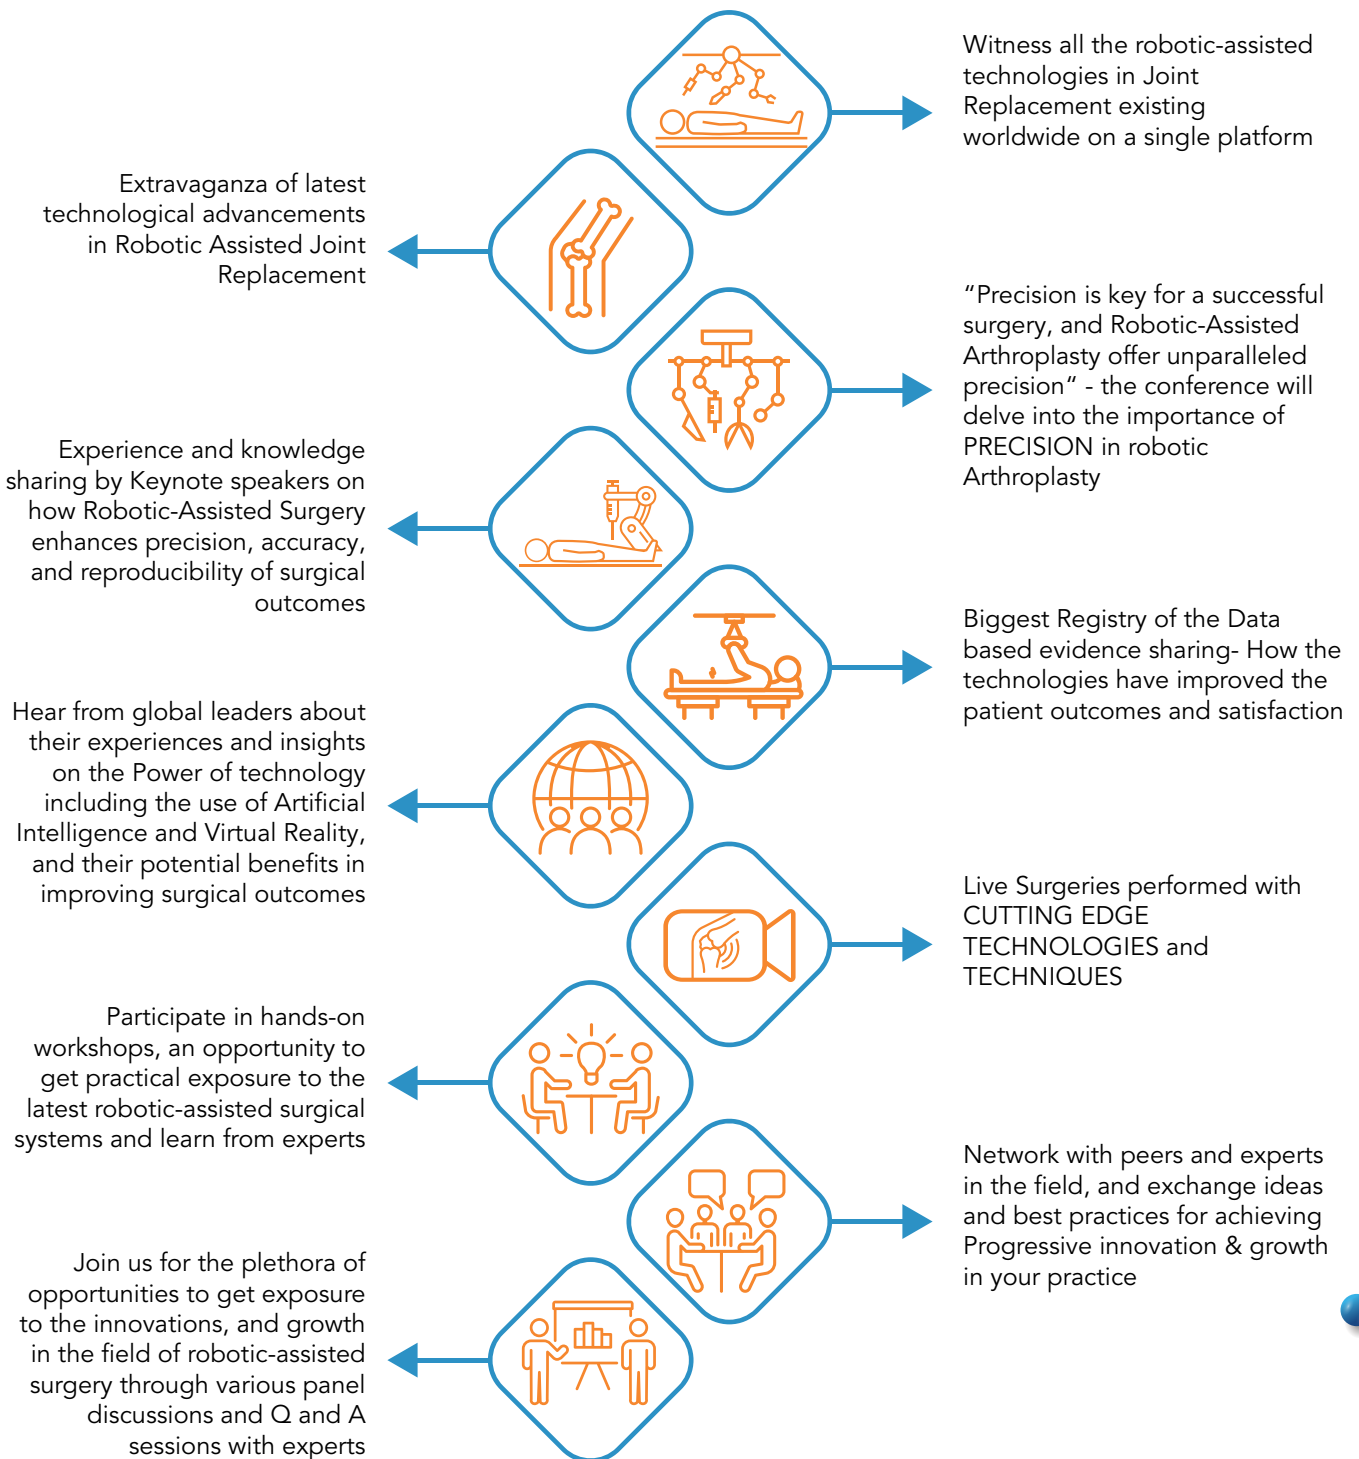 Witness all the robotic-assisted
technologies in Joint
Replacement existing
worldwide on a single platform
Extravaganza of latest
technological advancements
in Robotic Assisted Joint
Replacement
“Precision is key for a successful
surgery, and Robotic-Assisted
Arthroplasty offer unparalleled
precision“ - the conference will
delve into the importance of
PRECISION in robotic
Arthroplasty
Experience and knowledge
sharing by Keynote speakers on
how Robotic-Assisted Surgery
enhances precision, accuracy,
and reproducibility of surgical
outcomes
Biggest Registry of the Data
based evidence sharing- How the
technologies have improved the
patient outcomes and satisfaction
Hear from global leaders about
their experiences and insights
on the Power of technology
including the use of Artificial
Intelligence and Virtual Reality,
and their potential benefits in
improving surgical outcomes
Live Surgeries performed with
CUTTING EDGE
TECHNOLOGIES and
TECHNIQUES
Participate in hands-on
workshops, an opportunity to
get practical exposure to the
latest robotic-assisted surgical
systems and learn from experts
Network with peers and experts
in the field, and exchange ideas
and best practices for achieving
Progressive innovation & growth
in your practice
Join us for the plethora of
opportunities to get exposure
to the innovations, and growth
in the field of robotic-assisted
surgery through various panel
discussions and Q and A
sessions with experts